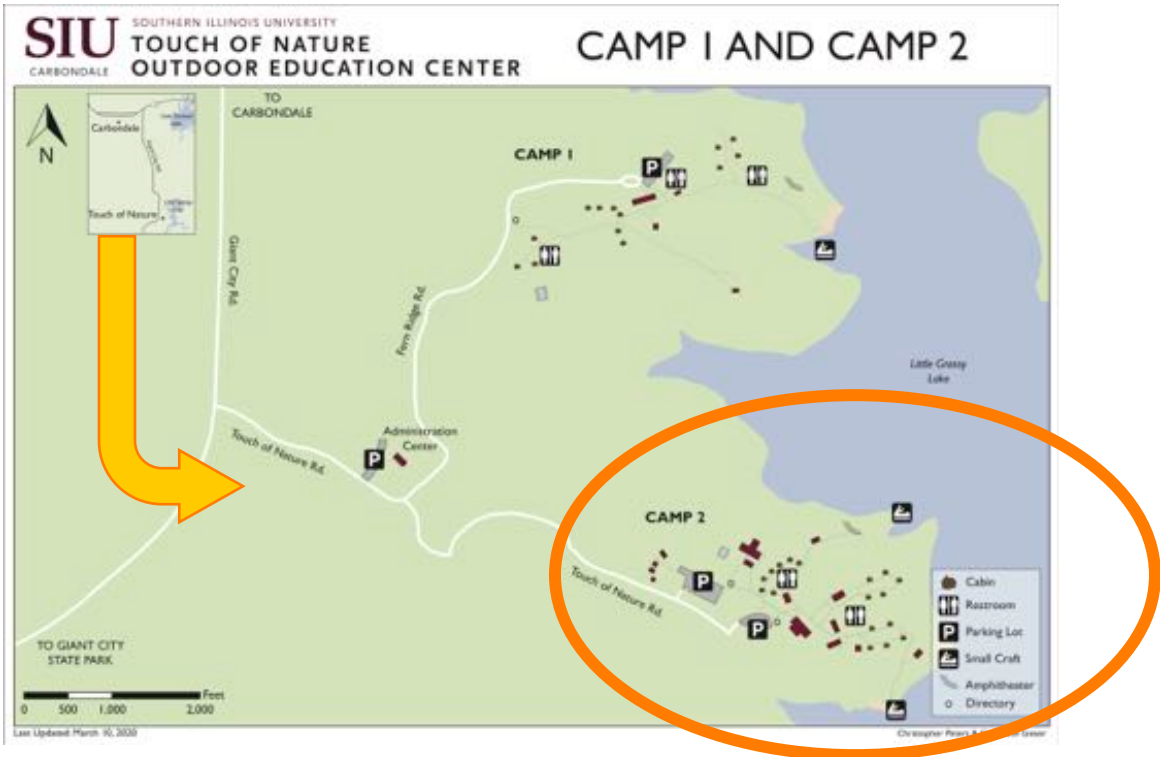 SIU
CARBONDALE
SOUTHERN ILLINOIS UNIVERSITY
TOUCH OF NATURE
OUTDOOR EDUCATION CENTER
CAMP 1 AND CAMP 2
N
Carbondale
Touch of Nature
TO
CARBONDALE
Giant City Rd.
CAMP 1
P
Fern Ridge Rd.
Little Grassy
Lake
Administration
Center
P
Touch of Nature Rd.
CAMP 2
P
Touch of Nature Rd.
P
TO GIANT CITY
STATE PARK
Feet
0 500 1,000 2,000
Cabin
Restroom
P Parking Lot
Small Craft
Amphitheater
Directory
Last Updated: March 10, 2020
Christopher Peters